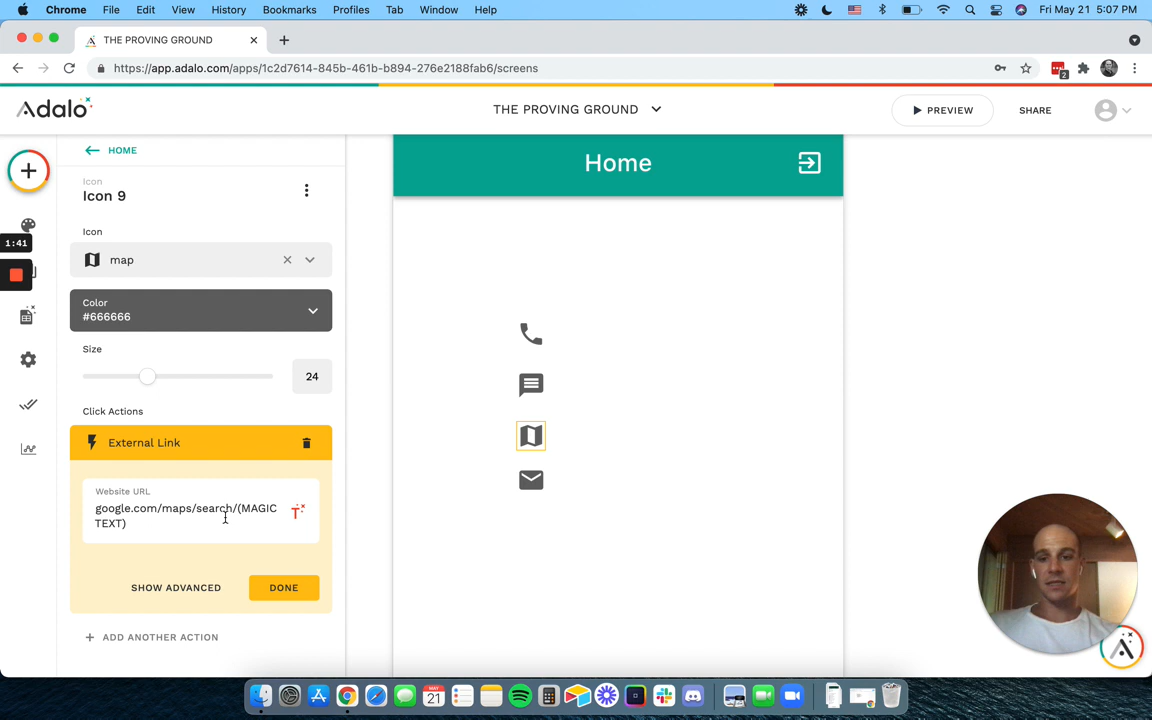 Chrome File Edit View History Bookmarks Profiles Tab Window Help Fri May 21 5:07 PM
THE PROVING GROUND
https://app.adalo.com/apps/1c2d7614-845b-461b-b894-276e2188fab6/screens
2
Adalo
THE PROVING GROUND
PREVIEW
SHARE
HOME
Icon
Icon 9
1:41
Icon
map
Color
#666666
Size
24
Click Actions
External Link
Website URL
google.com/maps/search/(MAGIC
TEXT)
SHOW ADVANCED
DONE
ADD ANOTHER ACTION
Home
MAY
21